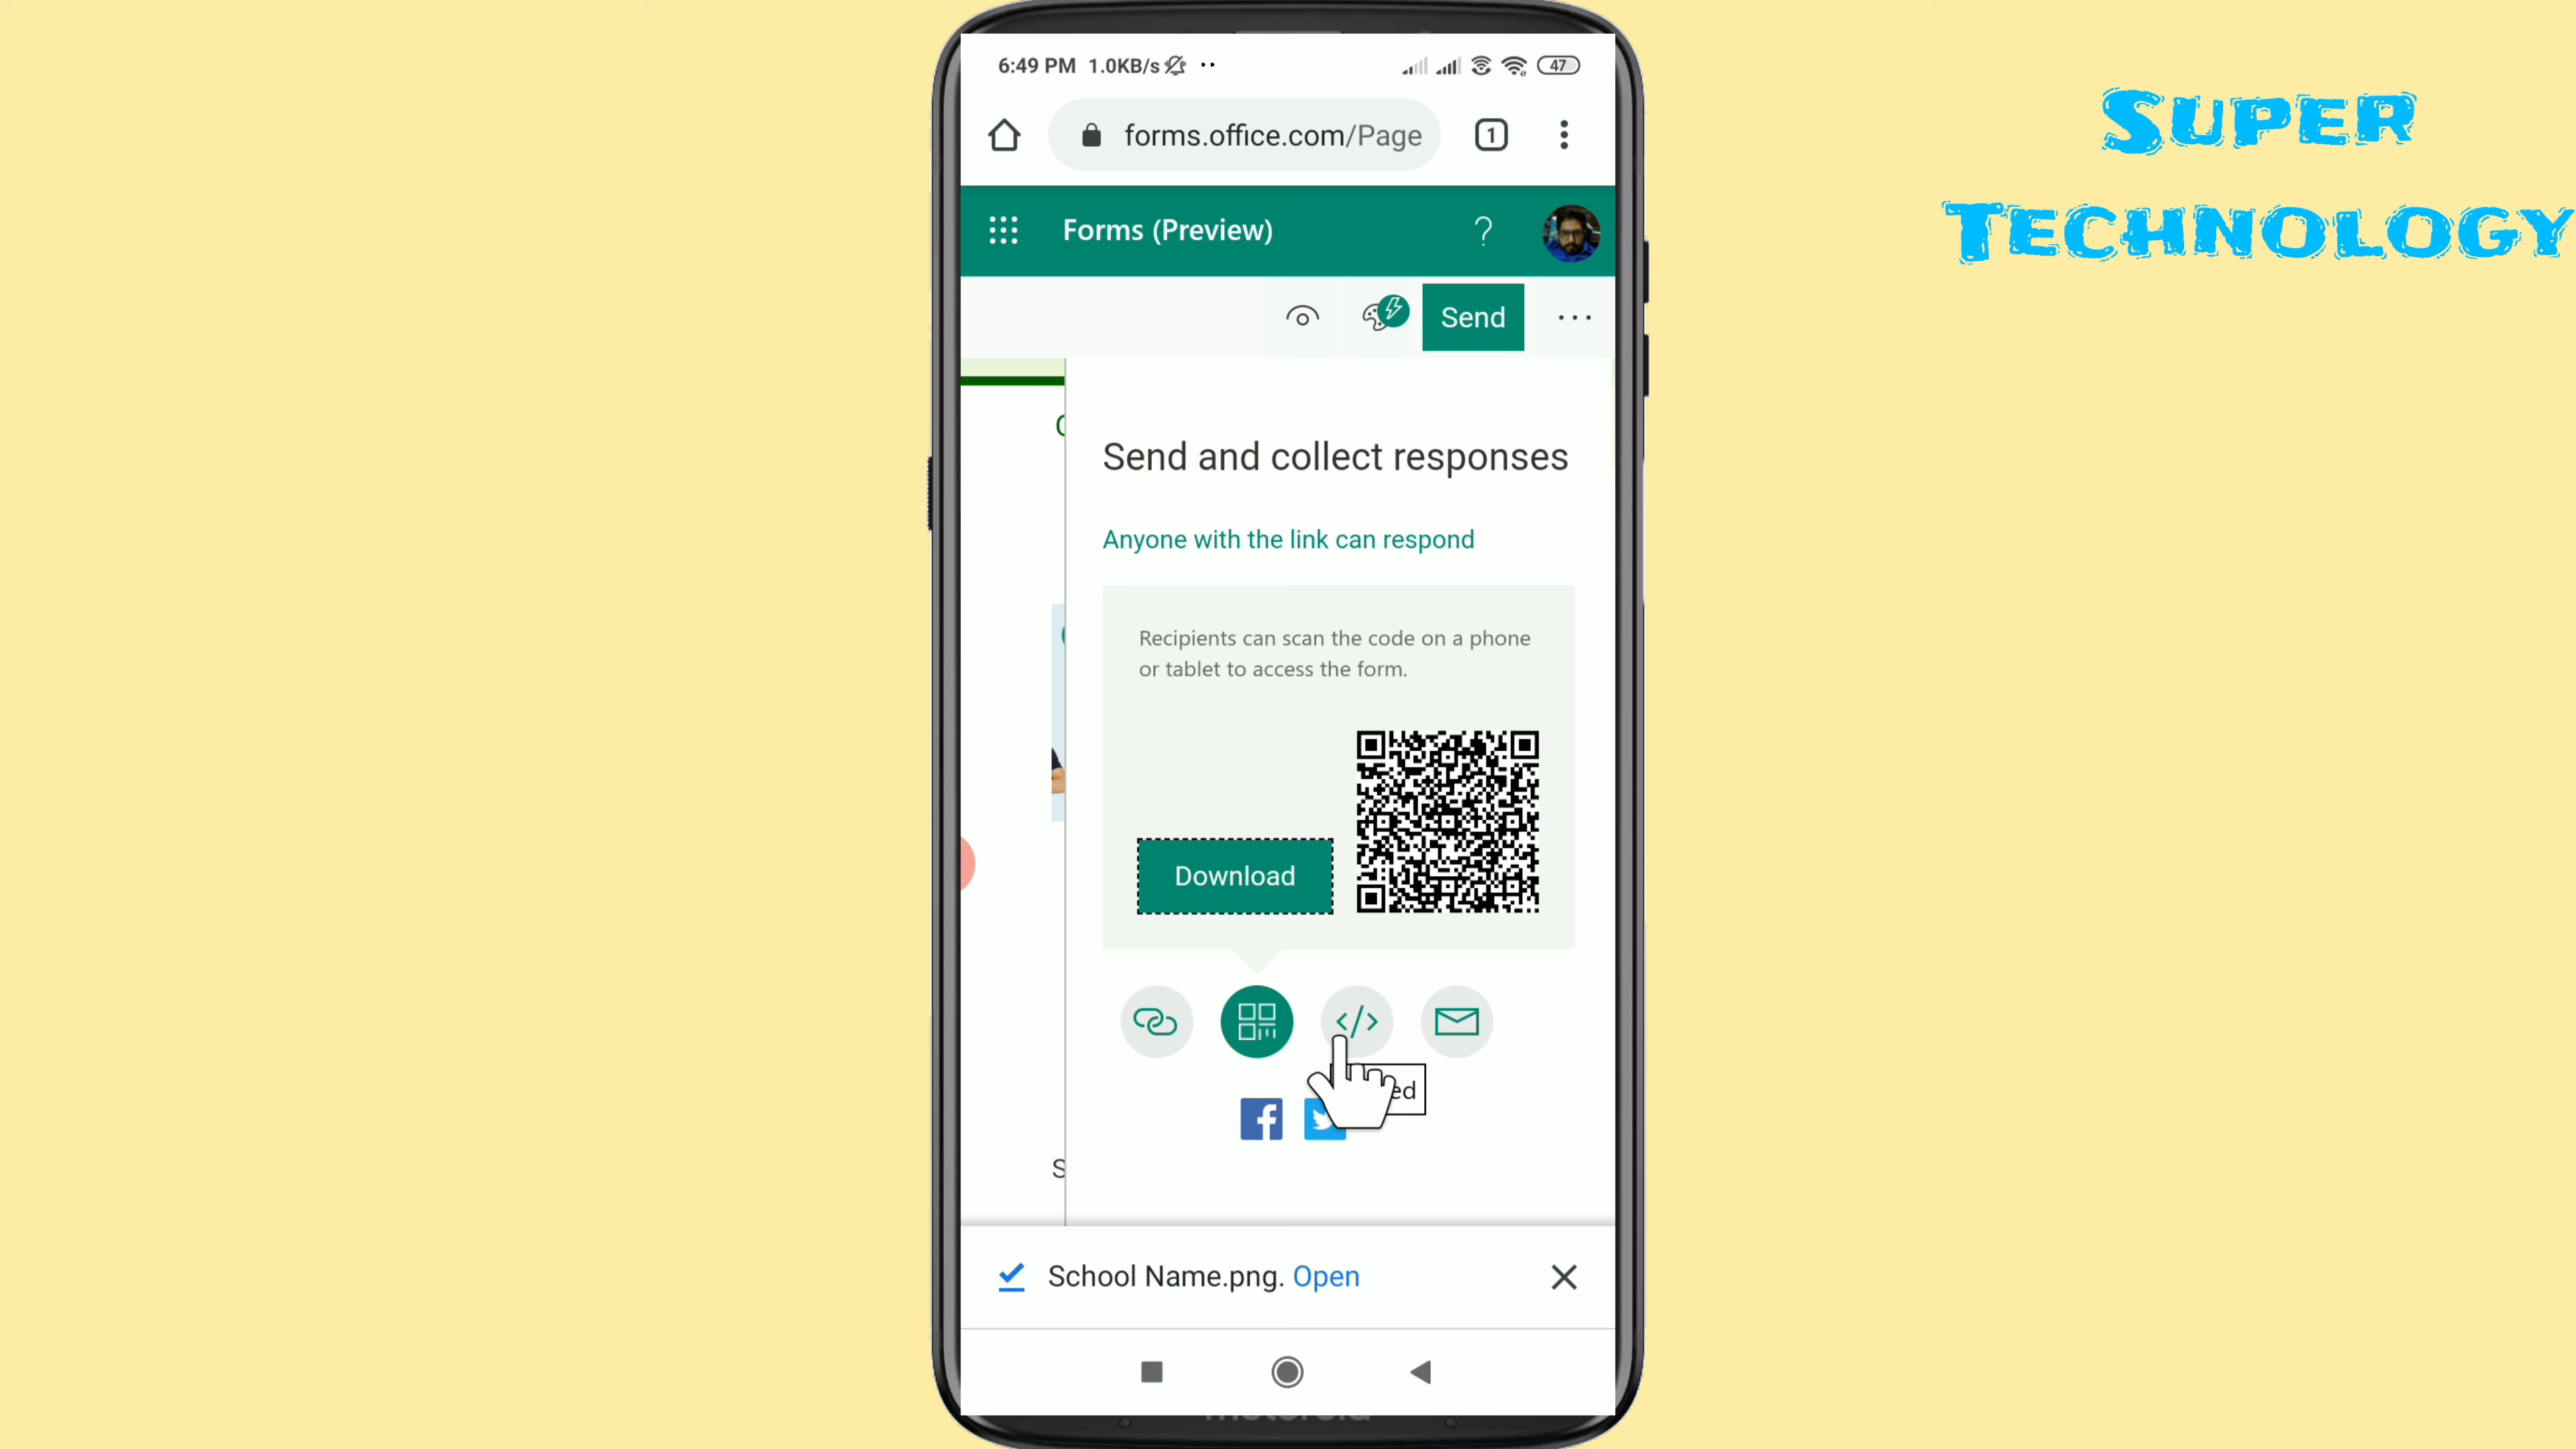 6:49 PM 1.0KB/s
47
forms.office.com/Page
1
Forms (Preview)
?
Send
Send and collect responses
Anyone with the link can respond
Recipients can scan the code on a phone
or tablet to access the form.
Download
School Name.png. Open
SUPER
TECHNOLOGY